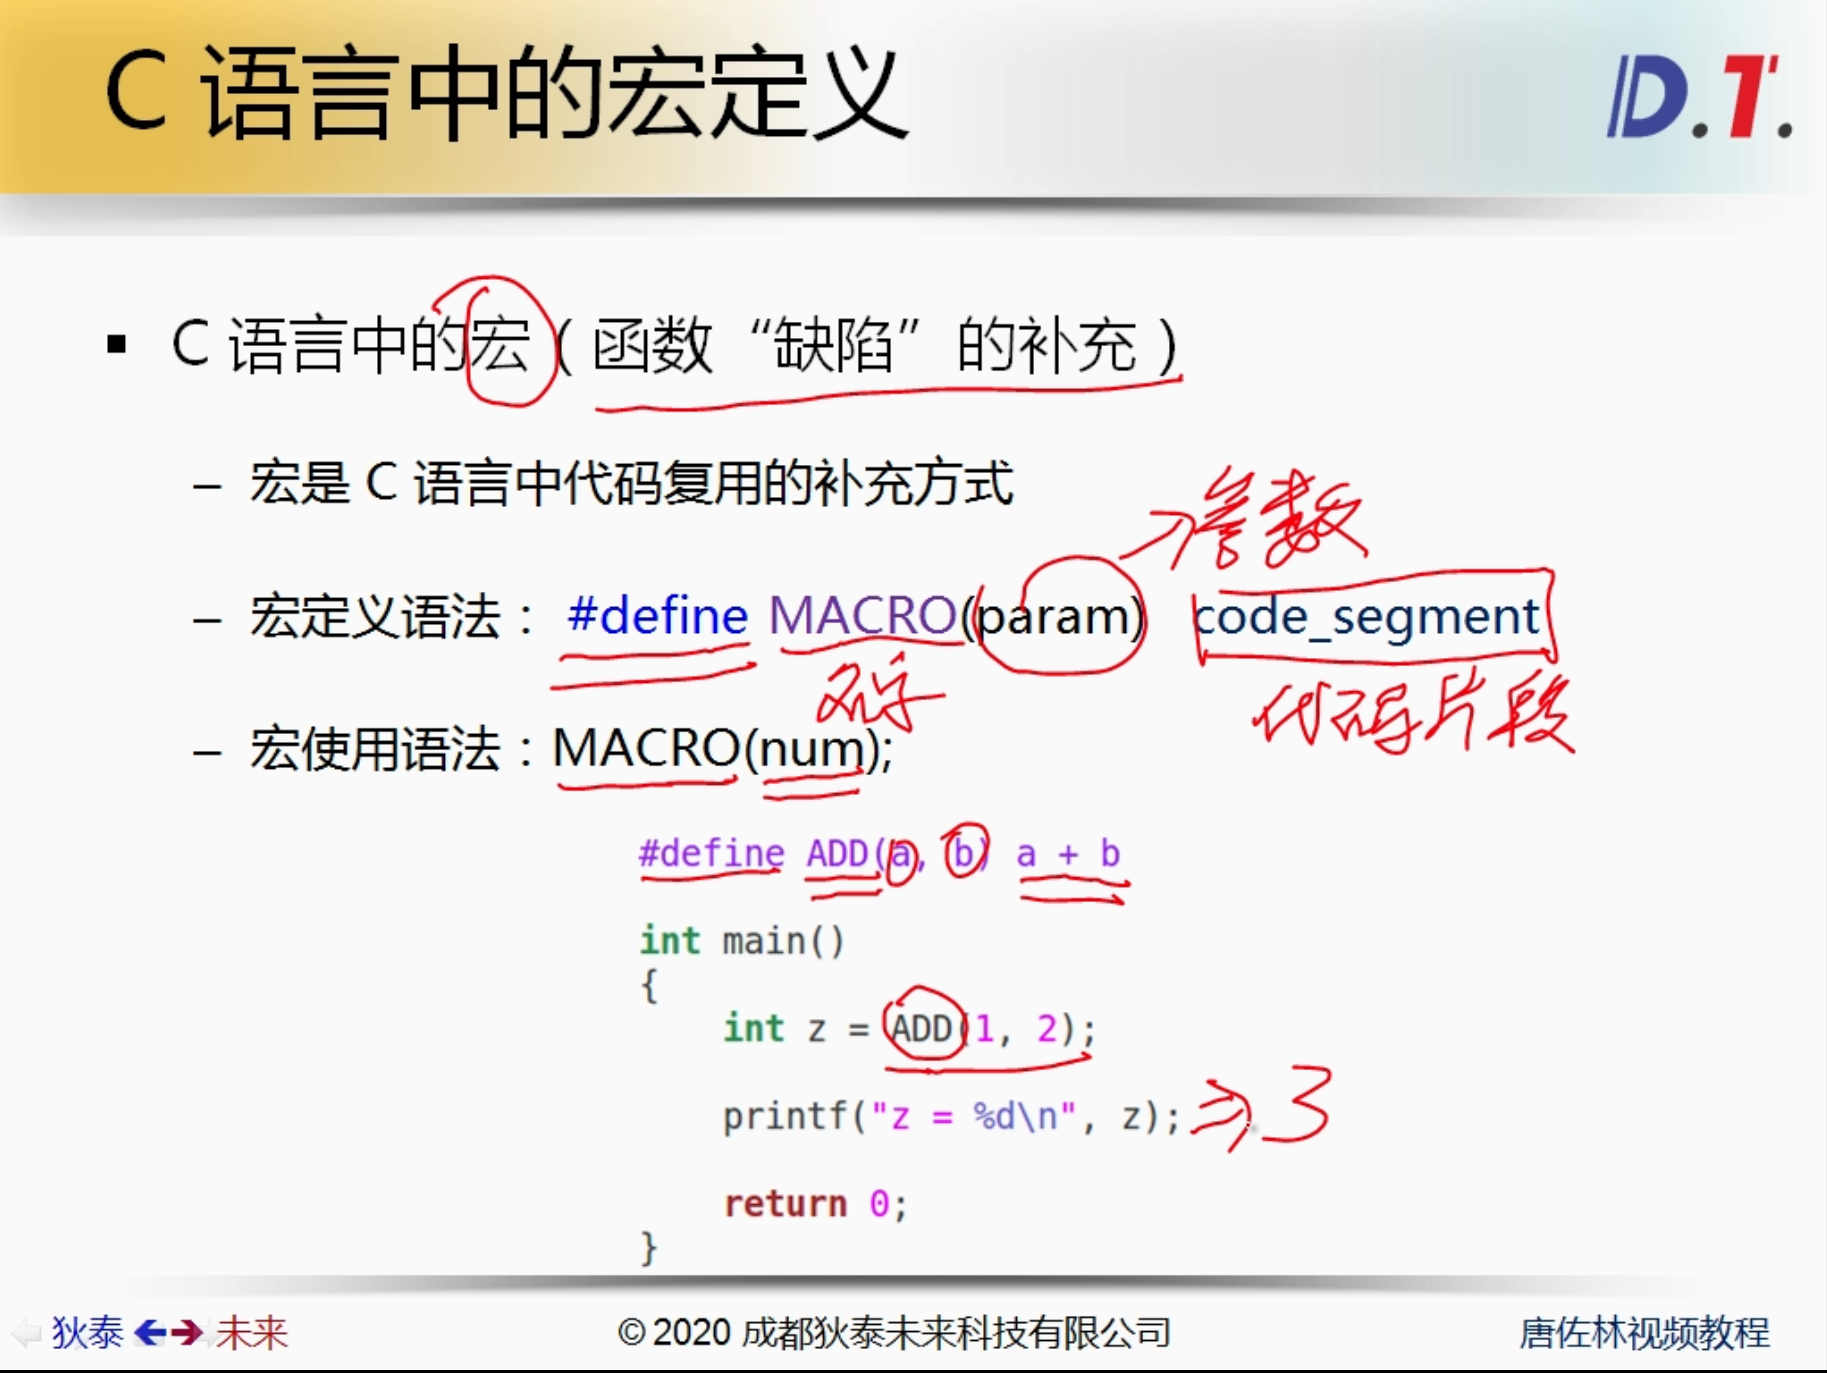 C 语言中的宏定义
D.T.
▪ C 语言中的宏（函数“缺陷”的补充）
– 宏是 C 语言中代码复用的补充方式
参数
– 宏定义语法： #define MACRO(param) code_segment
名字
代码片段
– 宏使用语法：MACRO(num);
#define ADD(a, b) a + b
int main()
{
int z = ADD(1, 2);
printf("z = %d\n", z); => 3
return 0;
}
狄泰 未来
© 2020 成都狄泰未来科技有限公司
唐佐林视频教程